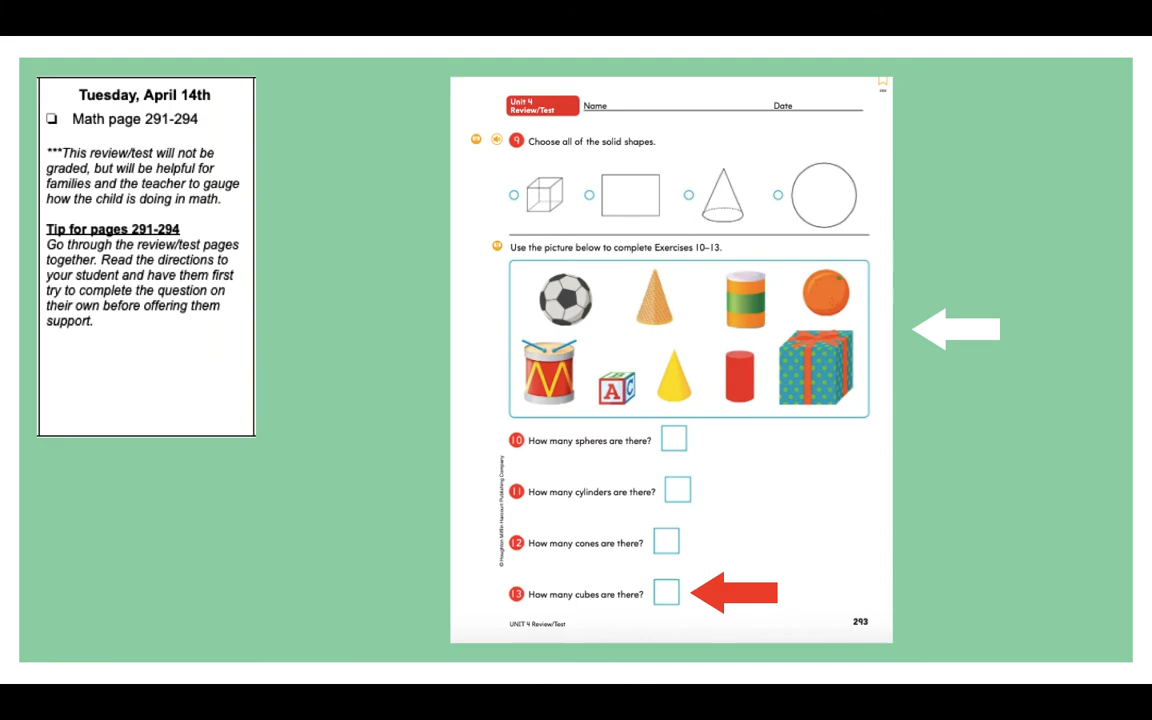 Tuesday, April 14th
❏ Math page 291-294
***This review/test will not be
graded, but will be helpful for
families and the teacher to gauge
how the child is doing in math.
Tip for pages 291-294
Go through the review/test pages
together. Read the directions to
your student and have them first
try to complete the question on
their own before offering them
support.
Unit 4
Review/Test
Name
Date
9 Choose all of the solid shapes.
Use the picture below to complete Exercises 10–13.
A B C
10 How many spheres are there?
11 How many cylinders are there?
12 How many cones are there?
13 How many cubes are there?
© Houghton Mifflin Harcourt Publishing Company
UNIT 4 Review/Test
293